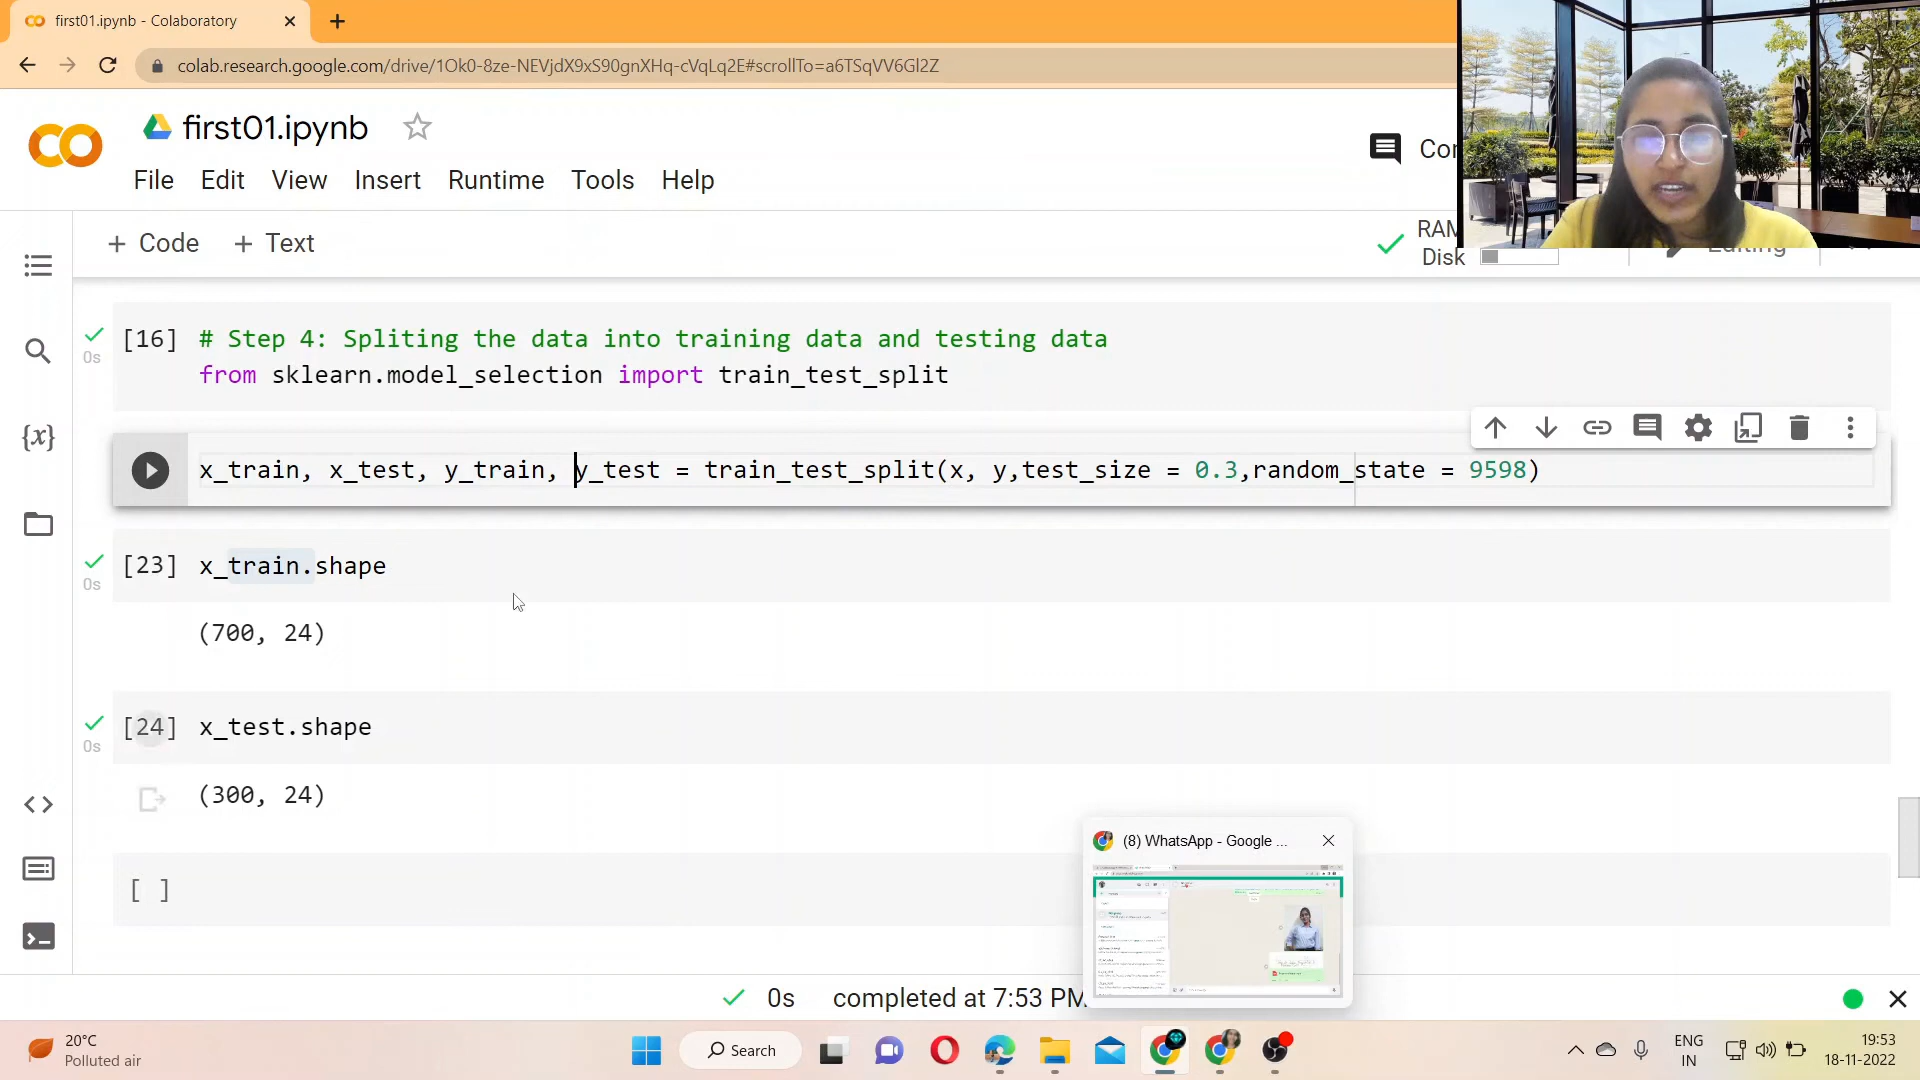 first01.ipynb - Colaboratory
colab.research.google.com/drive/1Ok0-8ze-NEVjdX9xS90gnXHq-cVqLq2E#scrollTo=a6TSqVV6Gl2Z
first01.ipynb
File Edit View Insert Runtime Tools Help
Code Text
RAM
Disk
Editing
[16] # Step 4: Spliting the data into training data and testing data
0s
from sklearn.model_selection import train_test_split
x_train, x_test, y_train, y_test = train_test_split(x, y,test_size = 0.3,random_state = 9598)
[23] x_train.shape
0s
(700, 24)
[24] x_test.shape
0s
(300, 24)
[ ]
(8) WhatsApp - Google ...
0s completed at 7:53 PM
20°C
Polluted air
Search
ENG
IN
19:53
18-11-2022